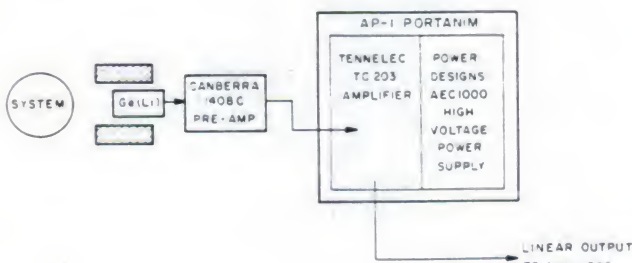 AP-1 PORTANIM
SYSTEM
Ge(Li)
CANBERRA
1408C
PRE-AMP
TENNELEC
TC 203
AMPLIFIER
POWER
DESIGNS
AEC1000
HIGH
VOLTAGE
POWER
SUPPLY
LINEAR OUTPUT